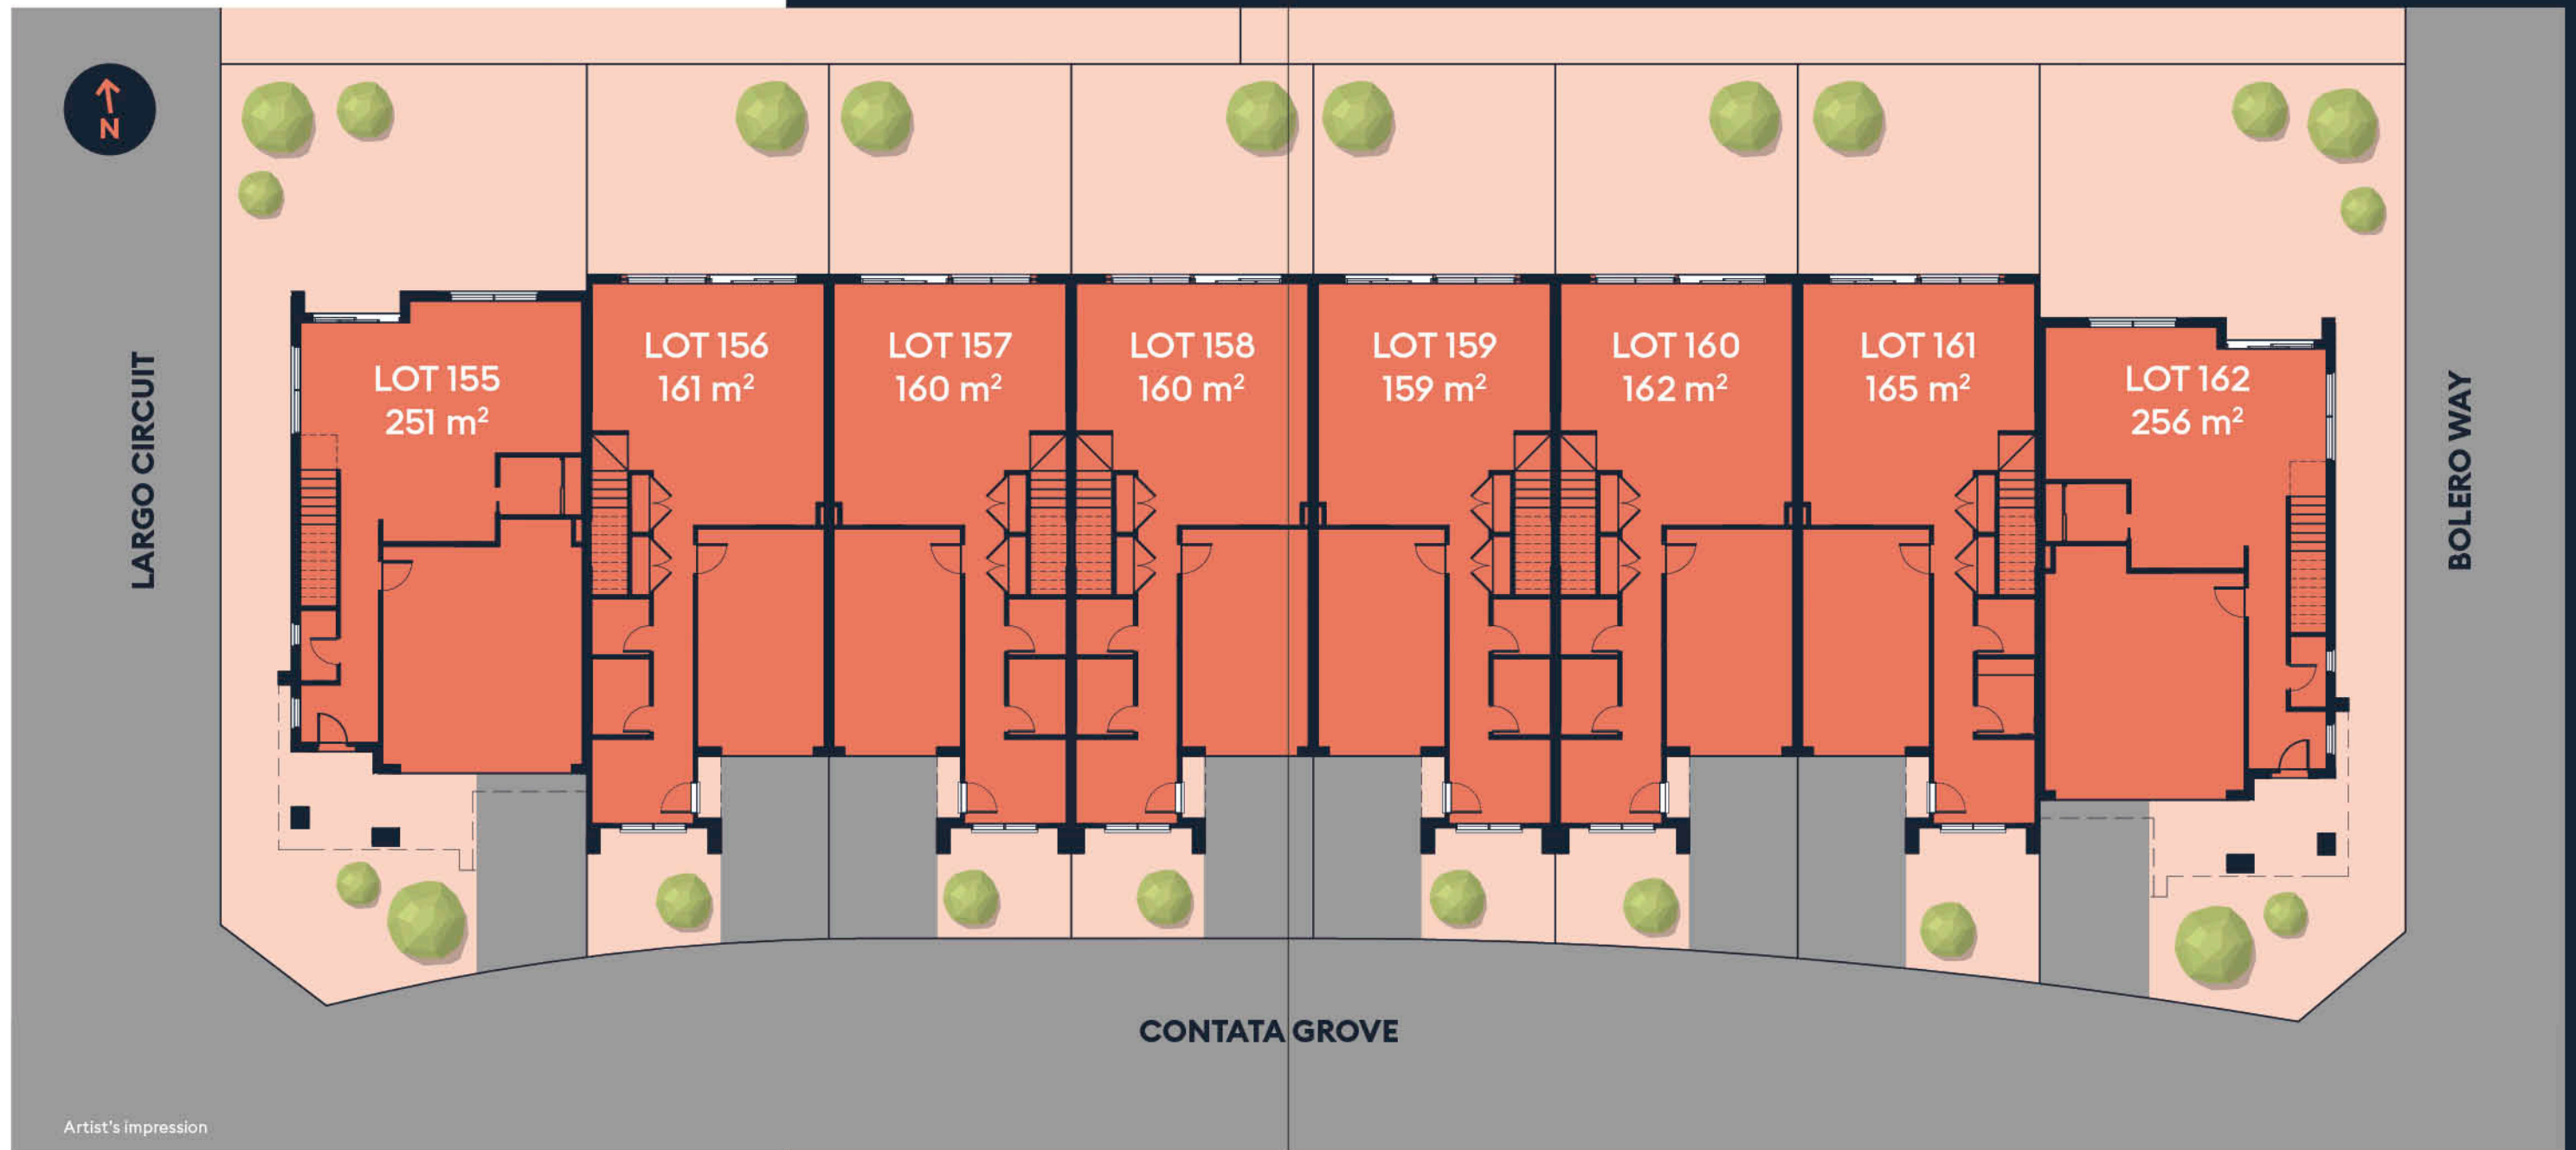 N
LARGO CIRCUIT
LOT 155
251 m²
LOT 156
161 m²
LOT 157
160 m²
LOT 158
160 m²
LOT 159
159 m²
LOT 160
162 m²
LOT 161
165 m²
LOT 162
256 m²
BOLERO WAY
CONTATA GROVE
Artist's impression